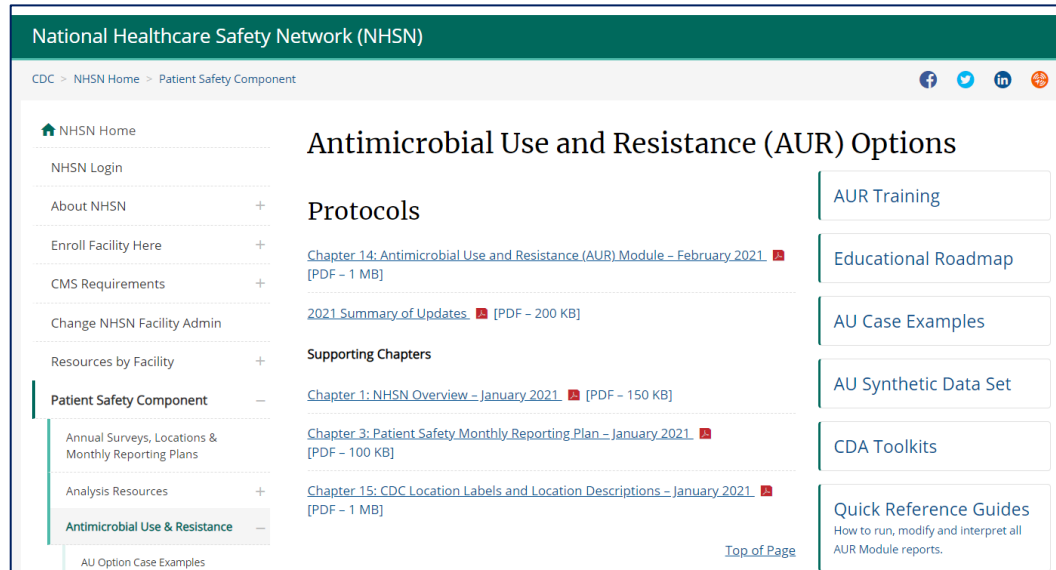 National Healthcare Safety Network (NHSN)
CDC > NHSN Home > Patient Safety Component
NHSN Home
NHSN Login
About NHSN +
Enroll Facility Here +
CMS Requirements +
Change NHSN Facility Admin
Resources by Facility +
Patient Safety Component –
Annual Surveys, Locations &
Monthly Reporting Plans
Analysis Resources +
Antimicrobial Use & Resistance –
AU Option Case Examples
Antimicrobial Use and Resistance (AUR) Options
Protocols
Chapter 14: Antimicrobial Use and Resistance (AUR) Module – February 2021
[PDF – 1 MB]
2021 Summary of Updates [PDF – 200 KB]
Supporting Chapters
Chapter 1: NHSN Overview – January 2021 [PDF – 150 KB]
Chapter 3: Patient Safety Monthly Reporting Plan – January 2021
[PDF – 100 KB]
Chapter 15: CDC Location Labels and Location Descriptions – January 2021
[PDF – 1 MB]
Top of Page
AUR Training
Educational Roadmap
AU Case Examples
AU Synthetic Data Set
CDA Toolkits
Quick Reference Guides
How to run, modify and interpret all
AUR Module reports.